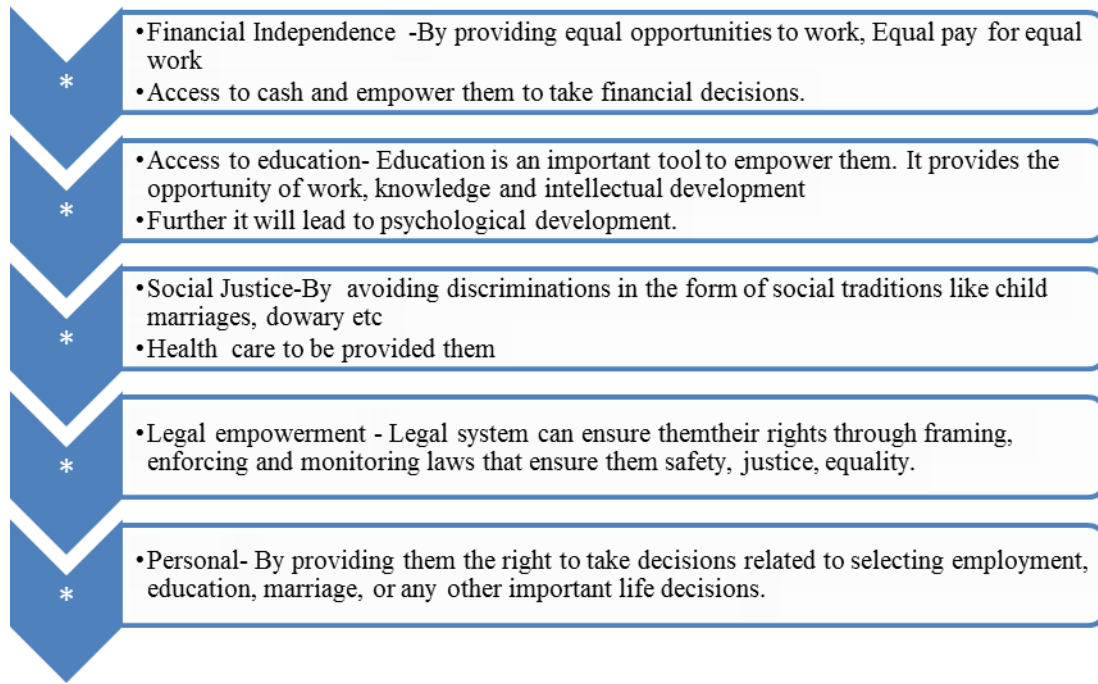 *
•Financial Independence -By providing equal opportunities to work, Equal pay for equal
work
•Access to cash and empower them to take financial decisions.
*
•Access to education- Education is an important tool to empower them. It provides the
opportunity of work, knowledge and intellectual development
•Further it will lead to psychological development.
*
•Social Justice-By avoiding discriminations in the form of social traditions like child
marriages, dowary etc
•Health care to be provided them
*
•Legal empowerment - Legal system can ensure themtheir rights through framing,
enforcing and monitoring laws that ensure them safety, justice, equality.
*
•Personal- By providing them the right to take decisions related to selecting employment,
education, marriage, or any other important life decisions.